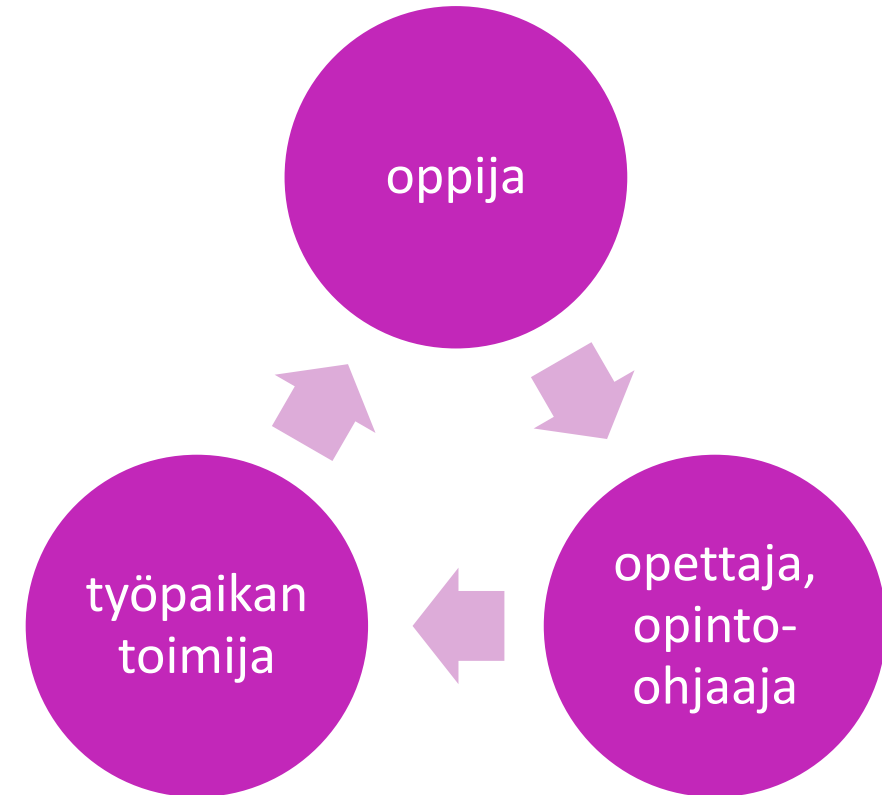 oppija
opettaja,
opinto-
ohjaaja
työpaikan
toimija